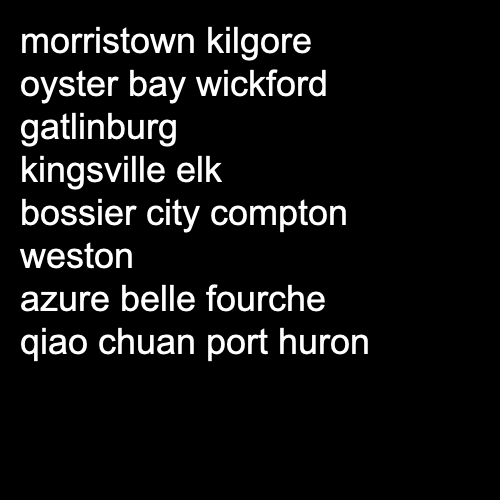 morristown kilgore
oyster bay wickford
gatlinburg
kingsville elk
bossier city compton
weston
azure belle fourche
qiao chuan port huron